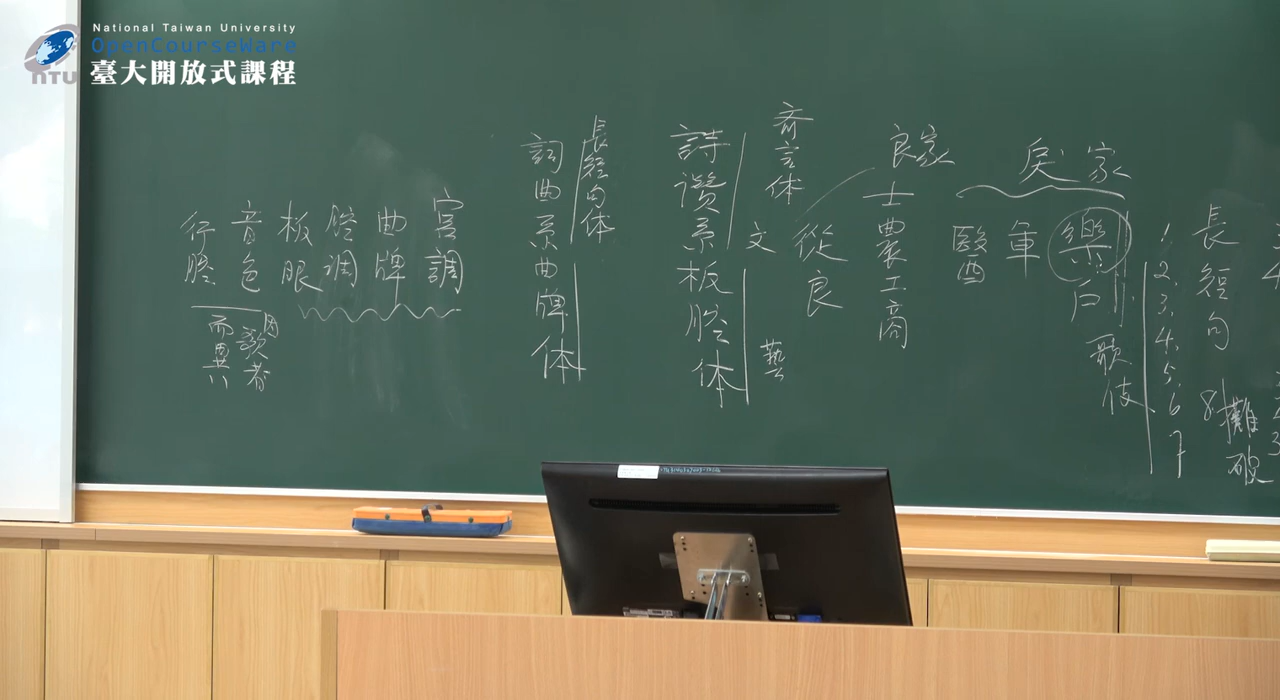 National Taiwan University
OpenCourseWare
臺大開放式課程
NTU
長短句
8.攤破
1.
2.
3.
4.
5.
6
7
戾家
樂戶
歌伎
軍
醫
良家
士農工商
從良
齊言体
文
藝
詩讚系板腔体
長短句体
詞曲系曲牌体
宮調
曲牌
腔調
板眼
音色
行腔
因歌者
而異